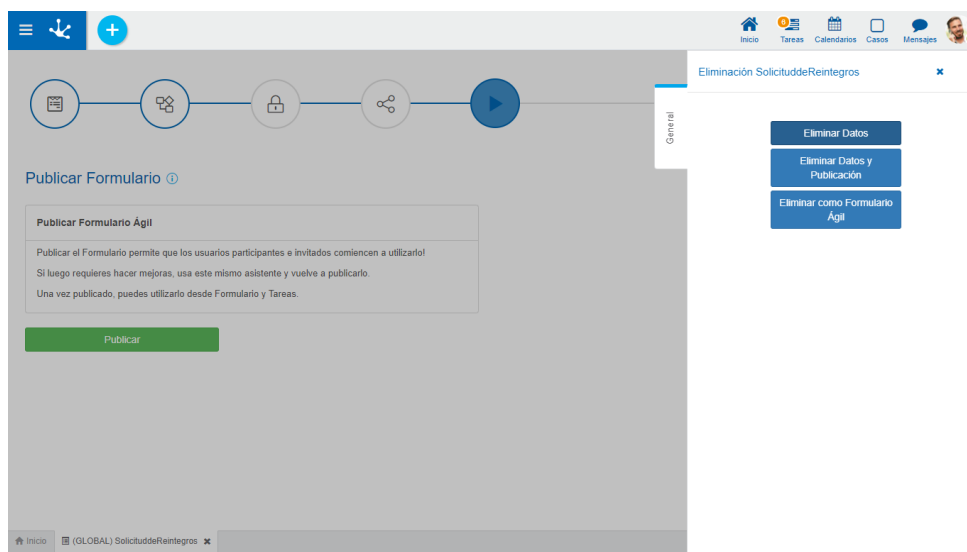 Inicio
6
Tareas
Calendarios
Casos
Mensajes
Eliminación SolicituddeReintegros
General
Eliminar Datos
Eliminar Datos y
Publicación
Eliminar como Formulario
Ágil
Publicar Formulario
Publicar Formulario Ágil
Publicar el Formulario permite que los usuarios participantes e invitados comiencen a utilizarlo!
Si luego requieres hacer mejoras, usa este mismo asistente y vuelve a publicarlo.
Una vez publicado, puedes utilizarlo desde Formulario y Tareas.
Publicar
Inicio
(GLOBAL) SolicituddeReintegros